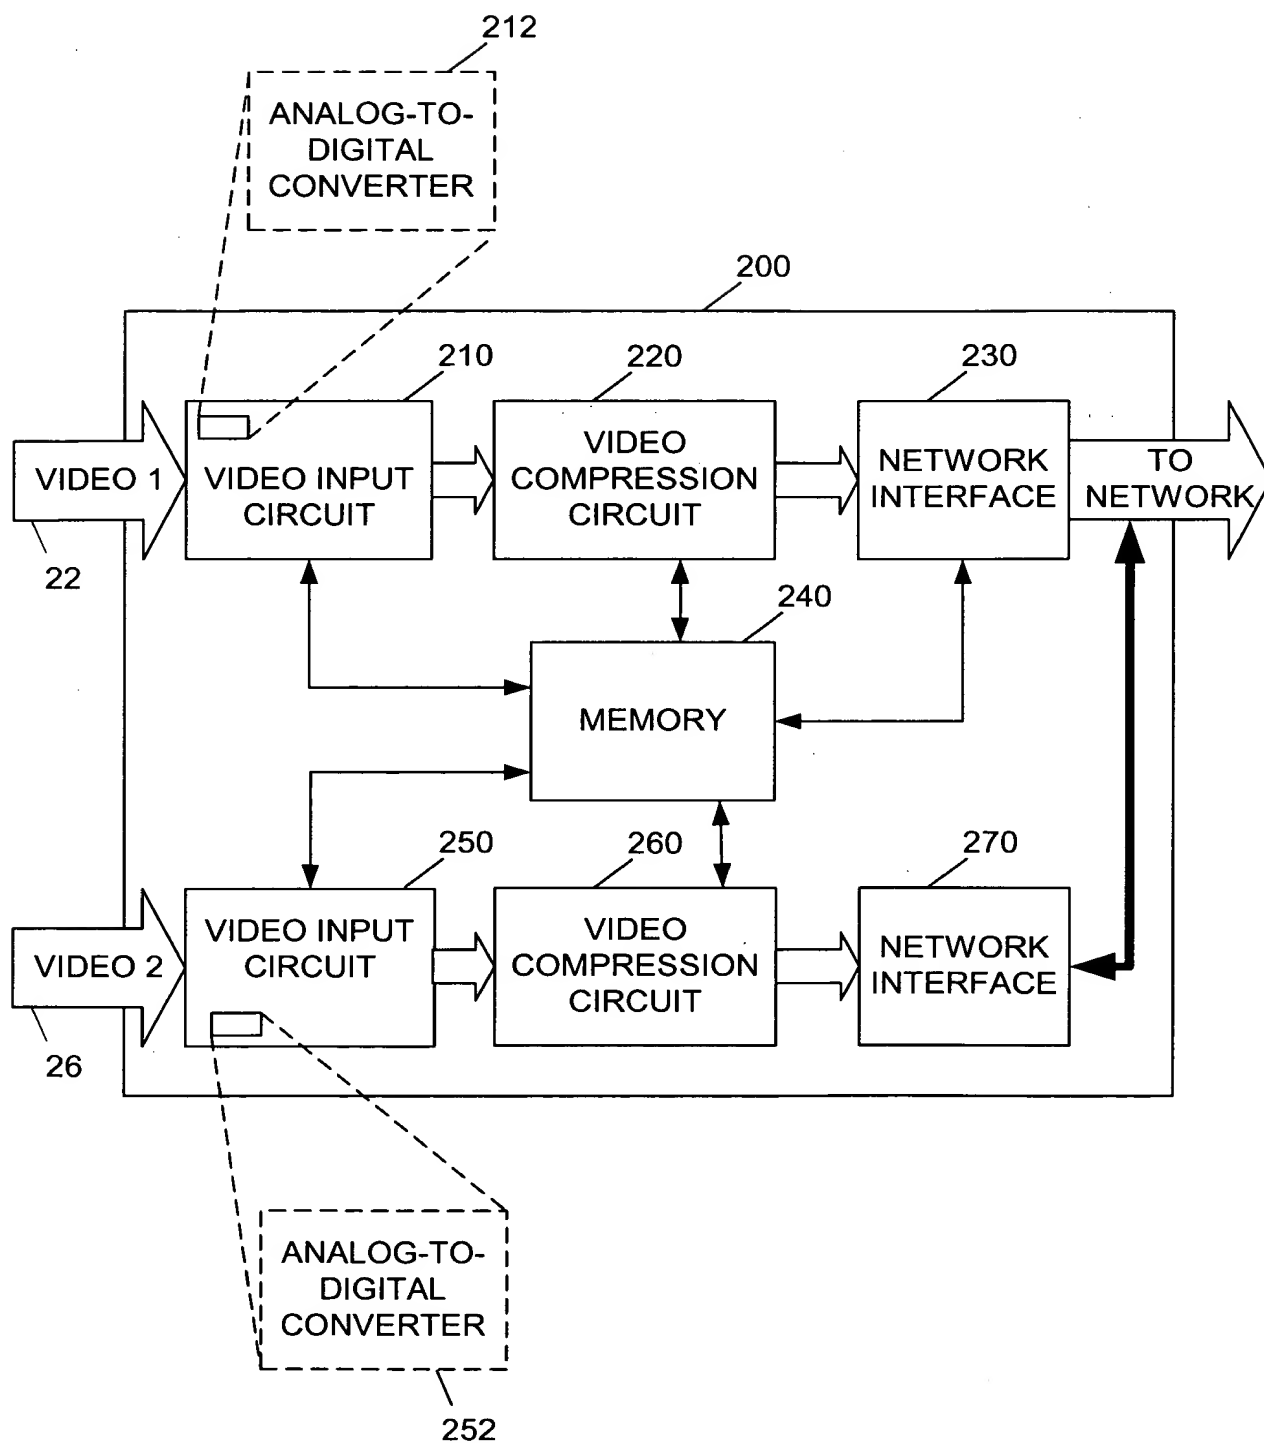 212
ANALOG-TO-
DIGITAL
CONVERTER
200
210
220
230
VIDEO 1
VIDEO INPUT
CIRCUIT
VIDEO
COMPRESSION
CIRCUIT
NETWORK
INTERFACE
TO
NETWORK
22
240
MEMORY
250
260
270
VIDEO 2
VIDEO INPUT
CIRCUIT
VIDEO
COMPRESSION
CIRCUIT
NETWORK
INTERFACE
26
ANALOG-TO-
DIGITAL
CONVERTER
252